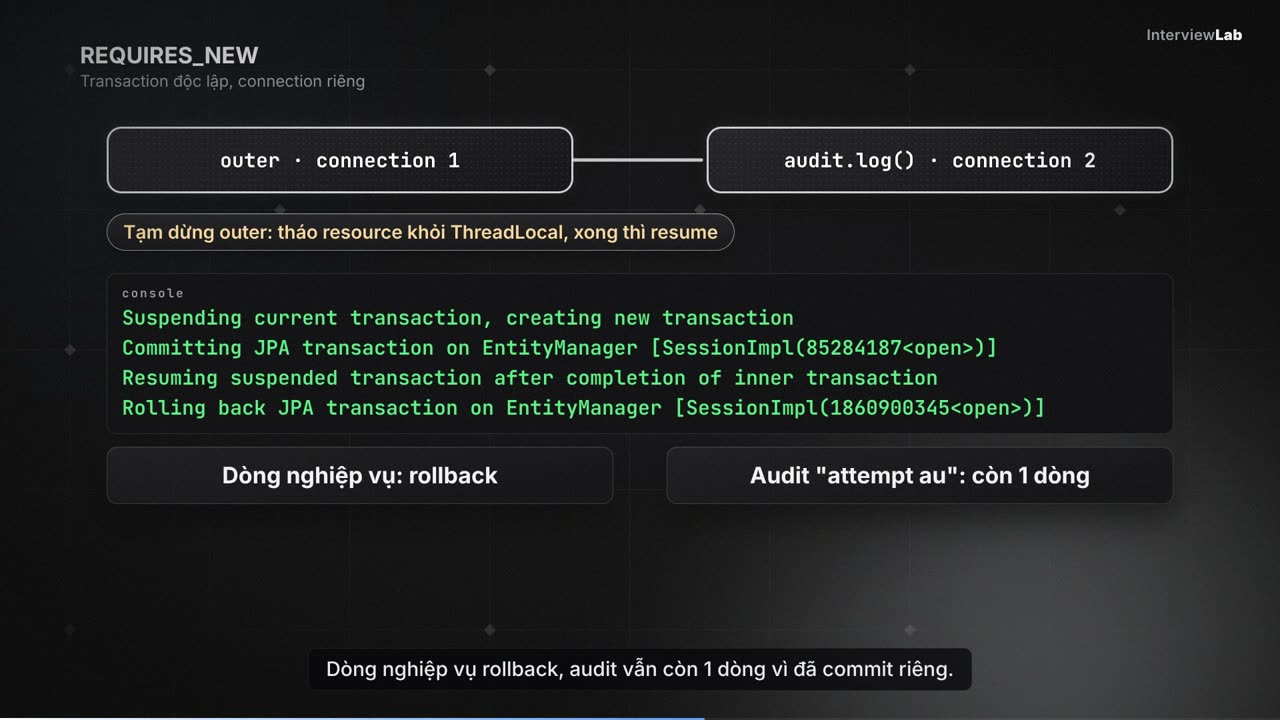 REQUIRES_NEW
InterviewLab
Transaction độc lập, connection riêng
outer · connection 1
audit.log() · connection 2
Tạm dừng outer: tháo resource khỏi ThreadLocal, xong thì resume
console
Suspending current transaction, creating new transaction
Committing JPA transaction on EntityManager [SessionImpl(85284187<open>)]
Resuming suspended transaction after completion of inner transaction
Rolling back JPA transaction on EntityManager [SessionImpl(1860900345<open>)]
Dòng nghiệp vụ: rollback
Audit "attempt au": còn 1 dòng
Dòng nghiệp vụ rollback, audit vẫn còn 1 dòng vì đã commit riêng.